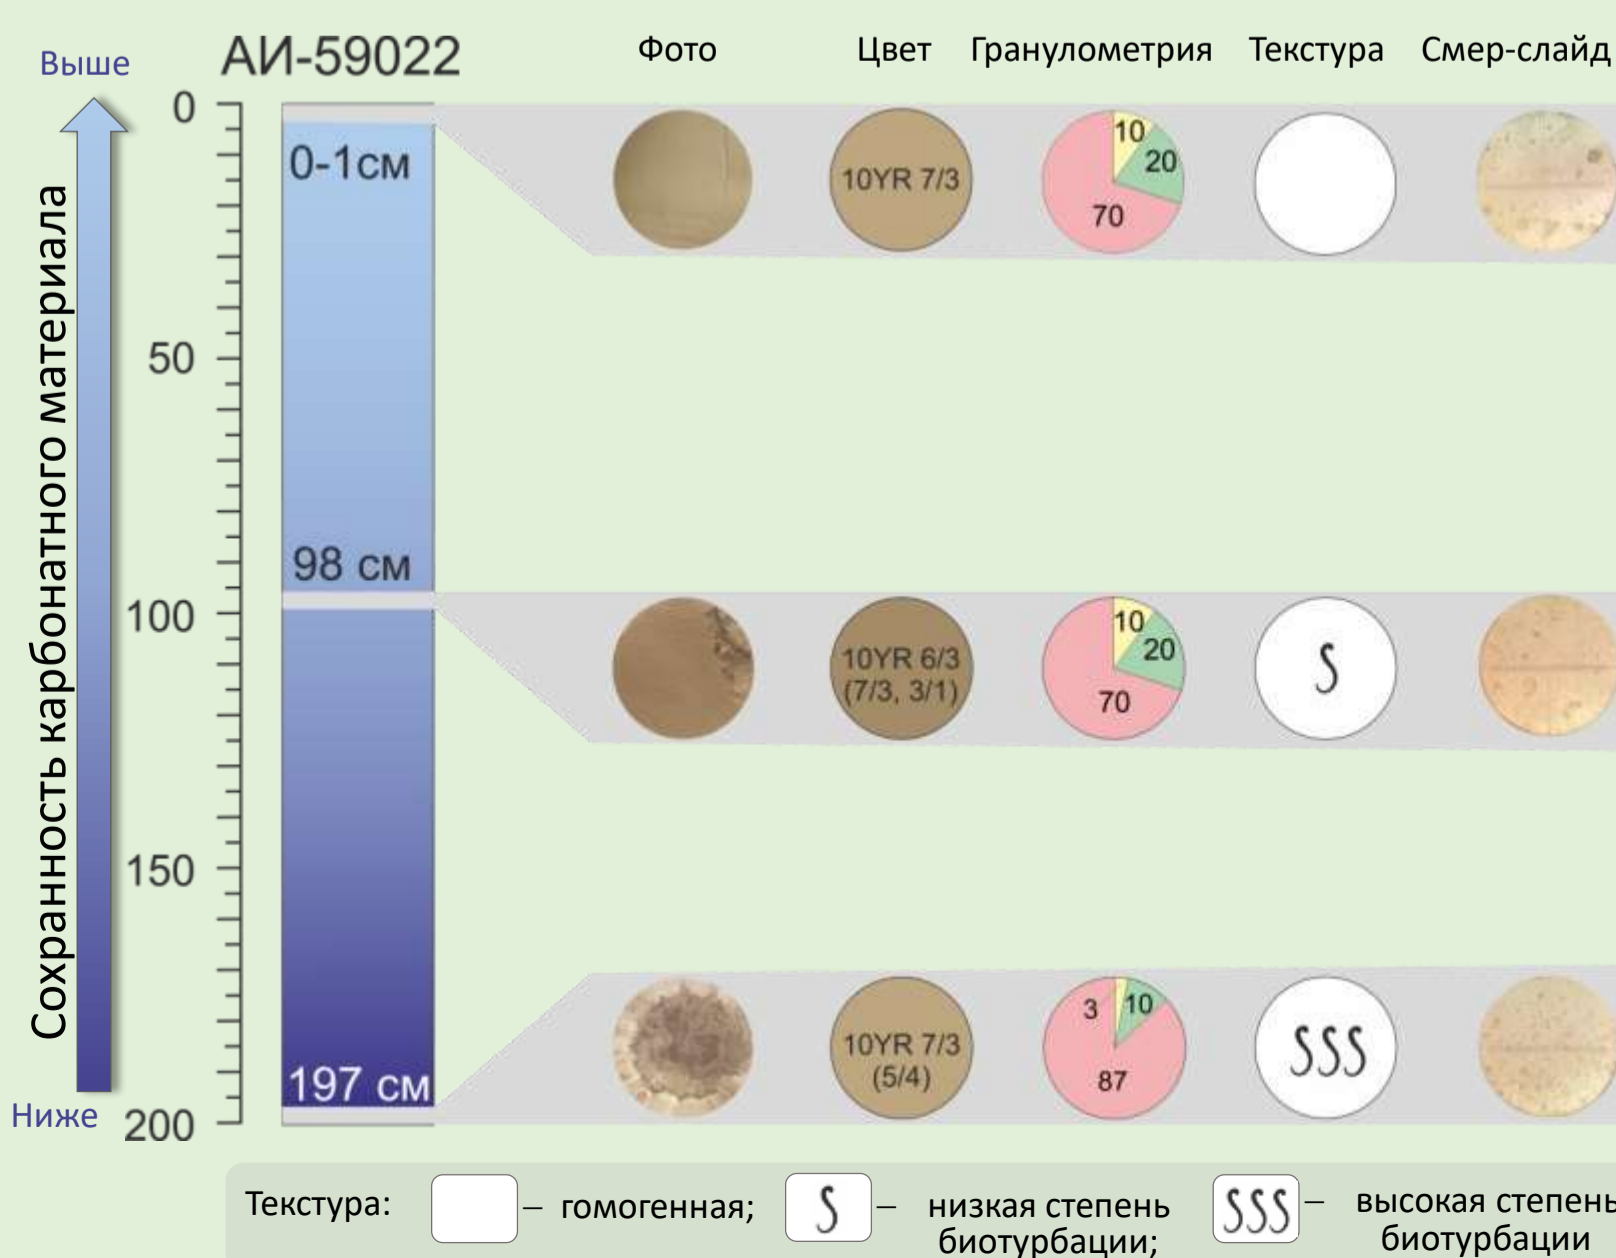 Выше
АИ-59022
Фото
Цвет
Гранулометрия
Текстура
Смер-слайд
Сохранность карбонатного материала
0
50
100
150
200
Ниже
0-1см
10YR 7/3
10
20
70
98 см
10YR 6/3
(7/3, 3/1)
10
20
70
S
197 см
10YR 7/3
(5/4)
3
10
87
SSS
Текстура:
– гомогенная;
S – низкая степень
биотурбации;
SSS – высокая степень
биотурбации